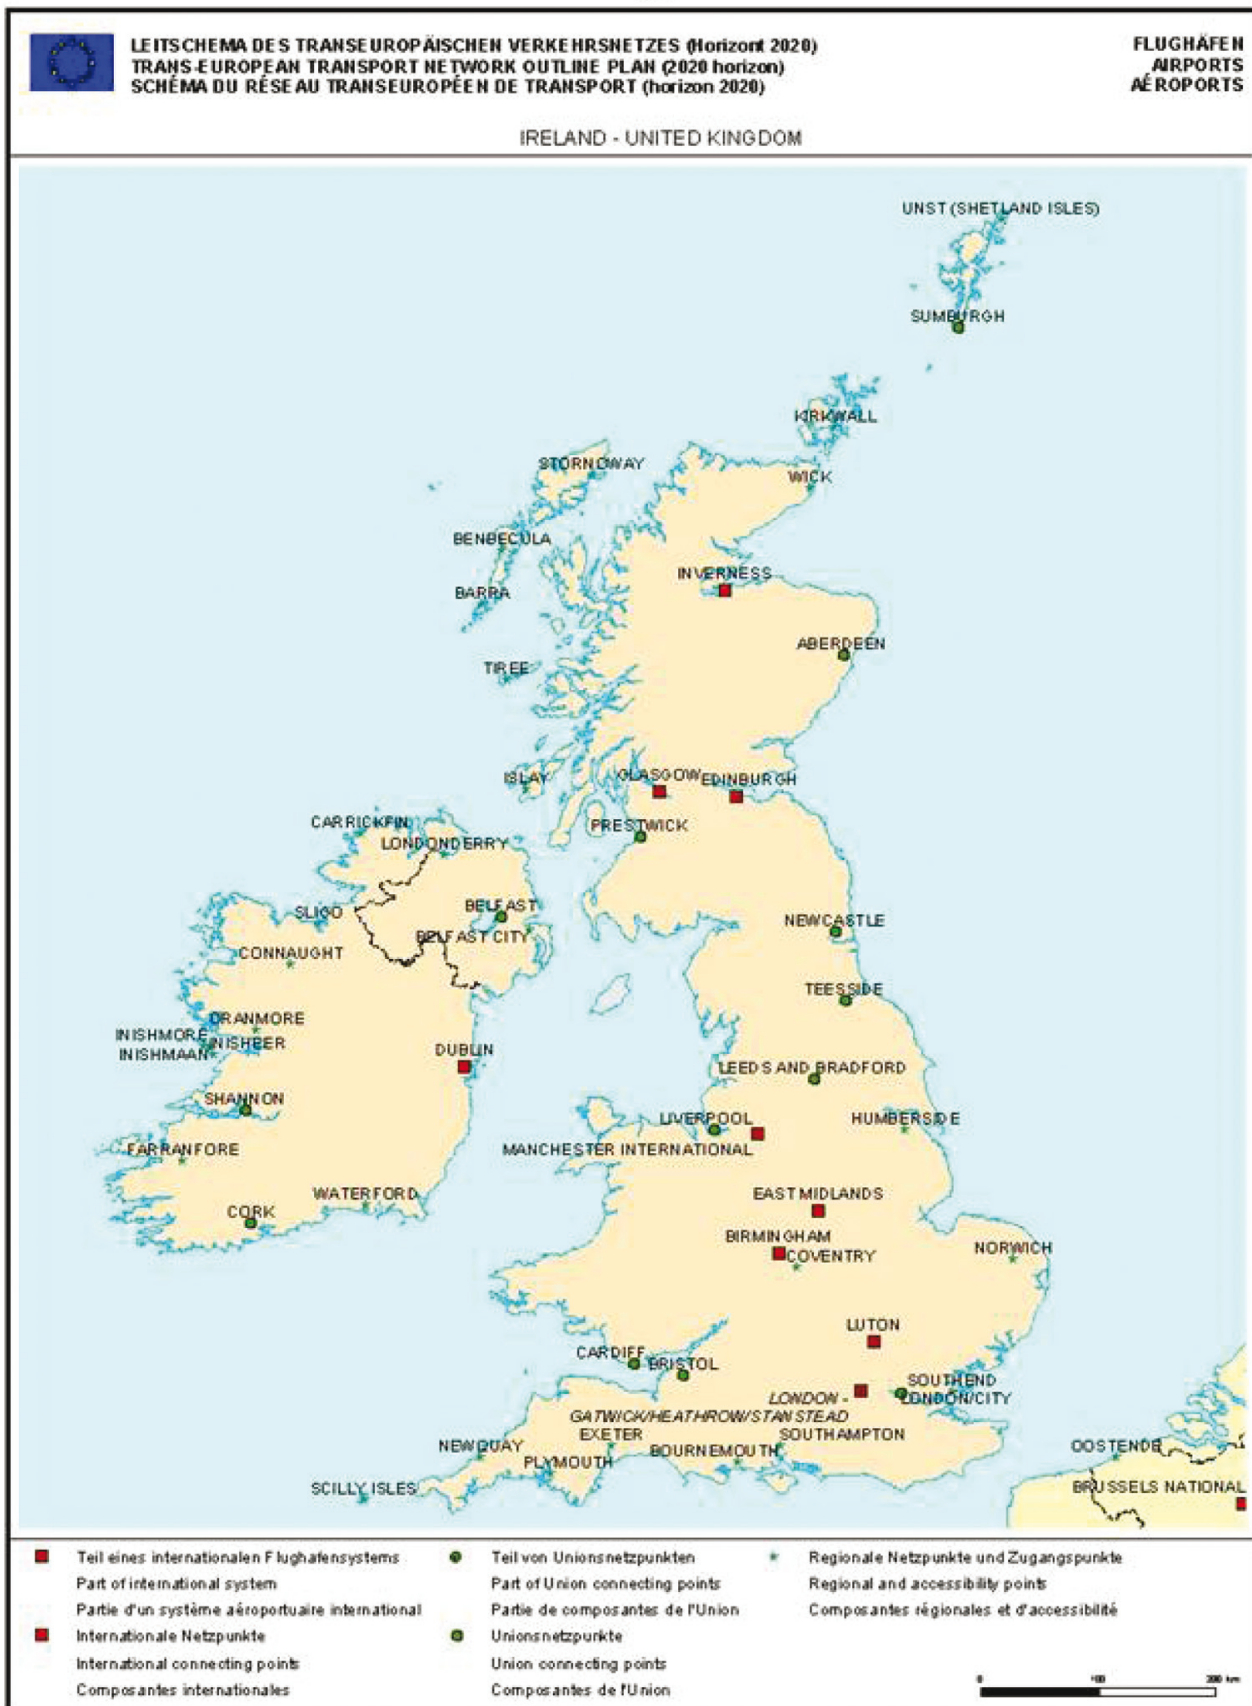 LEITSCHEMA DES TRANSEUROPÄISCHEN VERKEHRSNETZES (Horizont 2020)
TRANS-EUROPEAN TRANSPORT NETWORK OUTLINE PLAN (2020 horizon)
SCHÉMA DU RÉSEAU TRANSEUROPÉEN DE TRANSPORT (horizon 2020)
FLUGHÄFEN
AIRPORTS
AÉROPORTS
IRELAND - UNITED KINGDOM
UNST (SHETLAND ISLES)
SUMBURGH
KIRKWALL
STORNOWAY
WICK
BENBECULA
INVERNESS
BARRA
ABERDEEN
TIREE
ISLAY
GLASGOW
EDINBURGH
CARRICKFIN
PRESTWICK
LONDONDERRY
BELFAST
SLIGO
NEWCASTLE
BELFAST CITY
CONNAUGHT
TEESSIDE
ORANMORE
INISHMORE
INISHEER
INISHMAAN
DUBLIN
LEEDS AND BRADFORD
SHANNON
LIVERPOOL
HUMBERSIDE
FARRANFORE
MANCHESTER INTERNATIONAL
WATERFORD
EAST MIDLANDS
CORK
BIRMINGHAM
COVENTRY
NORWICH
LUTON
CARDIFF
BRISTOL
SOUTHEND
LONDON -
LONDON/CITY
GATWICK/HEATHROW/STANSTEAD
EXETER
SOUTHAMPTON
NEWQUAY
BOURNEMOUTH
OOSTENDE
PLYMOUTH
SCILLY ISLES
BRUSSELS NATIONAL
Teil eines internationalen Flughafensystems
Part of international system
Partie d'un système aéroportuaire international
Internationale Netzpunkte
International connecting points
Composantes internationales
Teil von Unionsnetzpunkten
Part of Union connecting points
Partie de composantes de l'Union
Unionsnetzpunkte
Union connecting points
Composantes de l'Union
Regionale Netzpunkte und Zugangspunkte
Regional and accessibility points
Composantes régionales et d'accessibilité
0 100 200 km